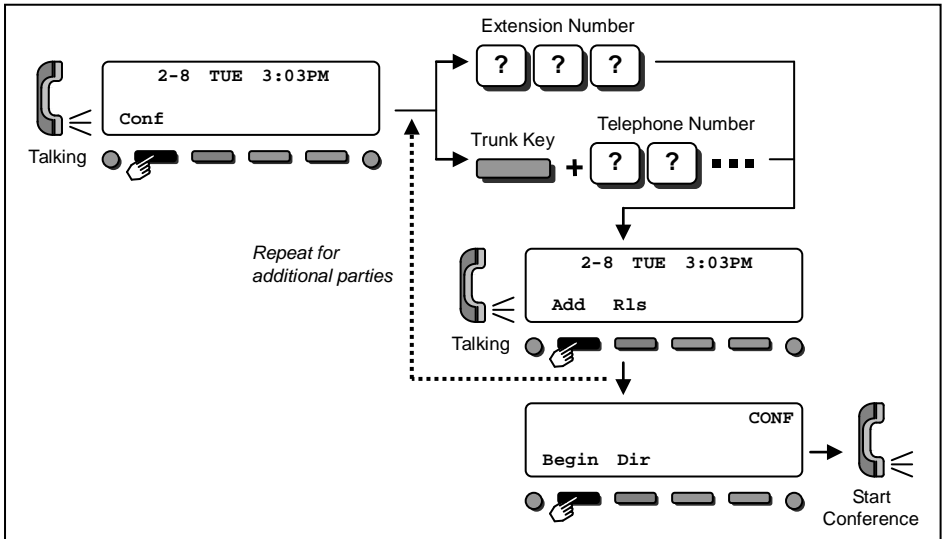 Extension Number
? ? ?
2-8 TUE 3:03PM
Conf
Talking
Trunk Key
Telephone Number
+ ? ? ...
Repeat for
additional parties
2-8 TUE 3:03PM
Add Rls
Talking
CONF
Begin Dir
Start
Conference